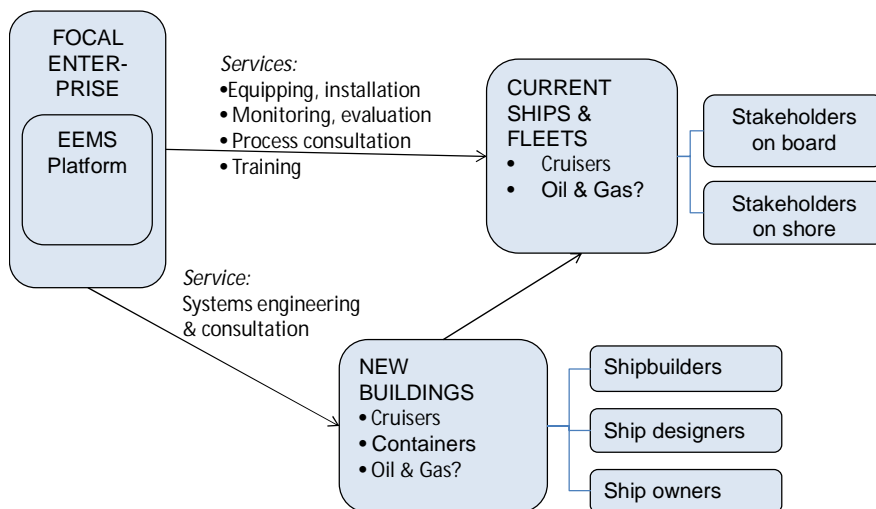 FOCAL
ENTER-
PRISE
EEMS
Platform
Services:
•Equipping, installation
• Monitoring, evaluation
• Process consultation
• Training
CURRENT
SHIPS &
FLEETS
• Cruisers
• Oil & Gas?
Stakeholders
on board
Stakeholders
on shore
Service:
Systems engineering
& consultation
NEW
BUILDINGS
• Cruisers
• Containers
• Oil & Gas?
Shipbuilders
Ship designers
Ship owners